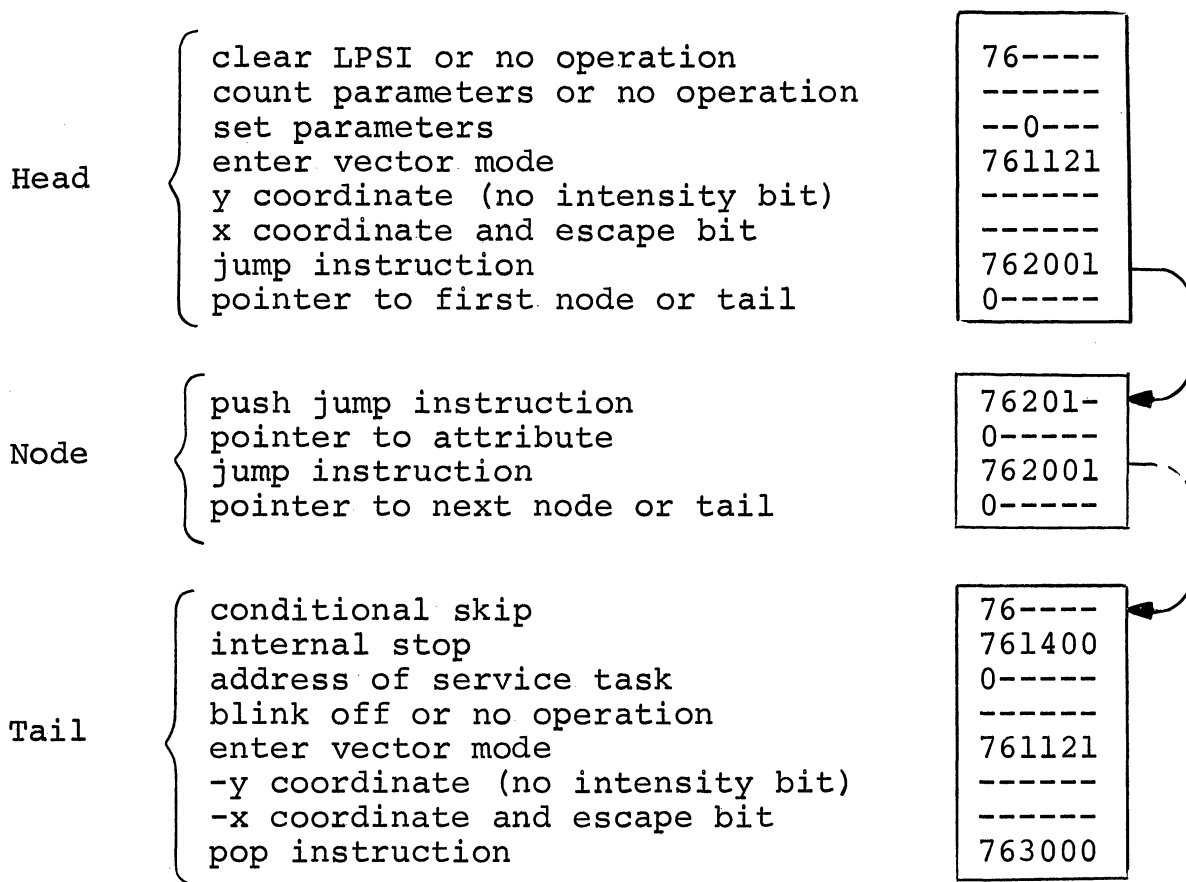 clear LPSI or no operation 76----
count parameters or no operation ------
set parameters --0---
Head enter vector mode 761121
y coordinate (no intensity bit) ------
x coordinate and escape bit ------
jump instruction 762001
pointer to first node or tail 0-----
push jump instruction 76201-
Node pointer to attribute 0-----
jump instruction 762001
pointer to next node or tail 0-----
conditional skip 76----
internal stop 761400
address of service task 0-----
Tail blink off or no operation ------
enter vector mode 761121
-y coordinate (no intensity bit) ------
-x coordinate and escape bit ------
pop instruction 763000